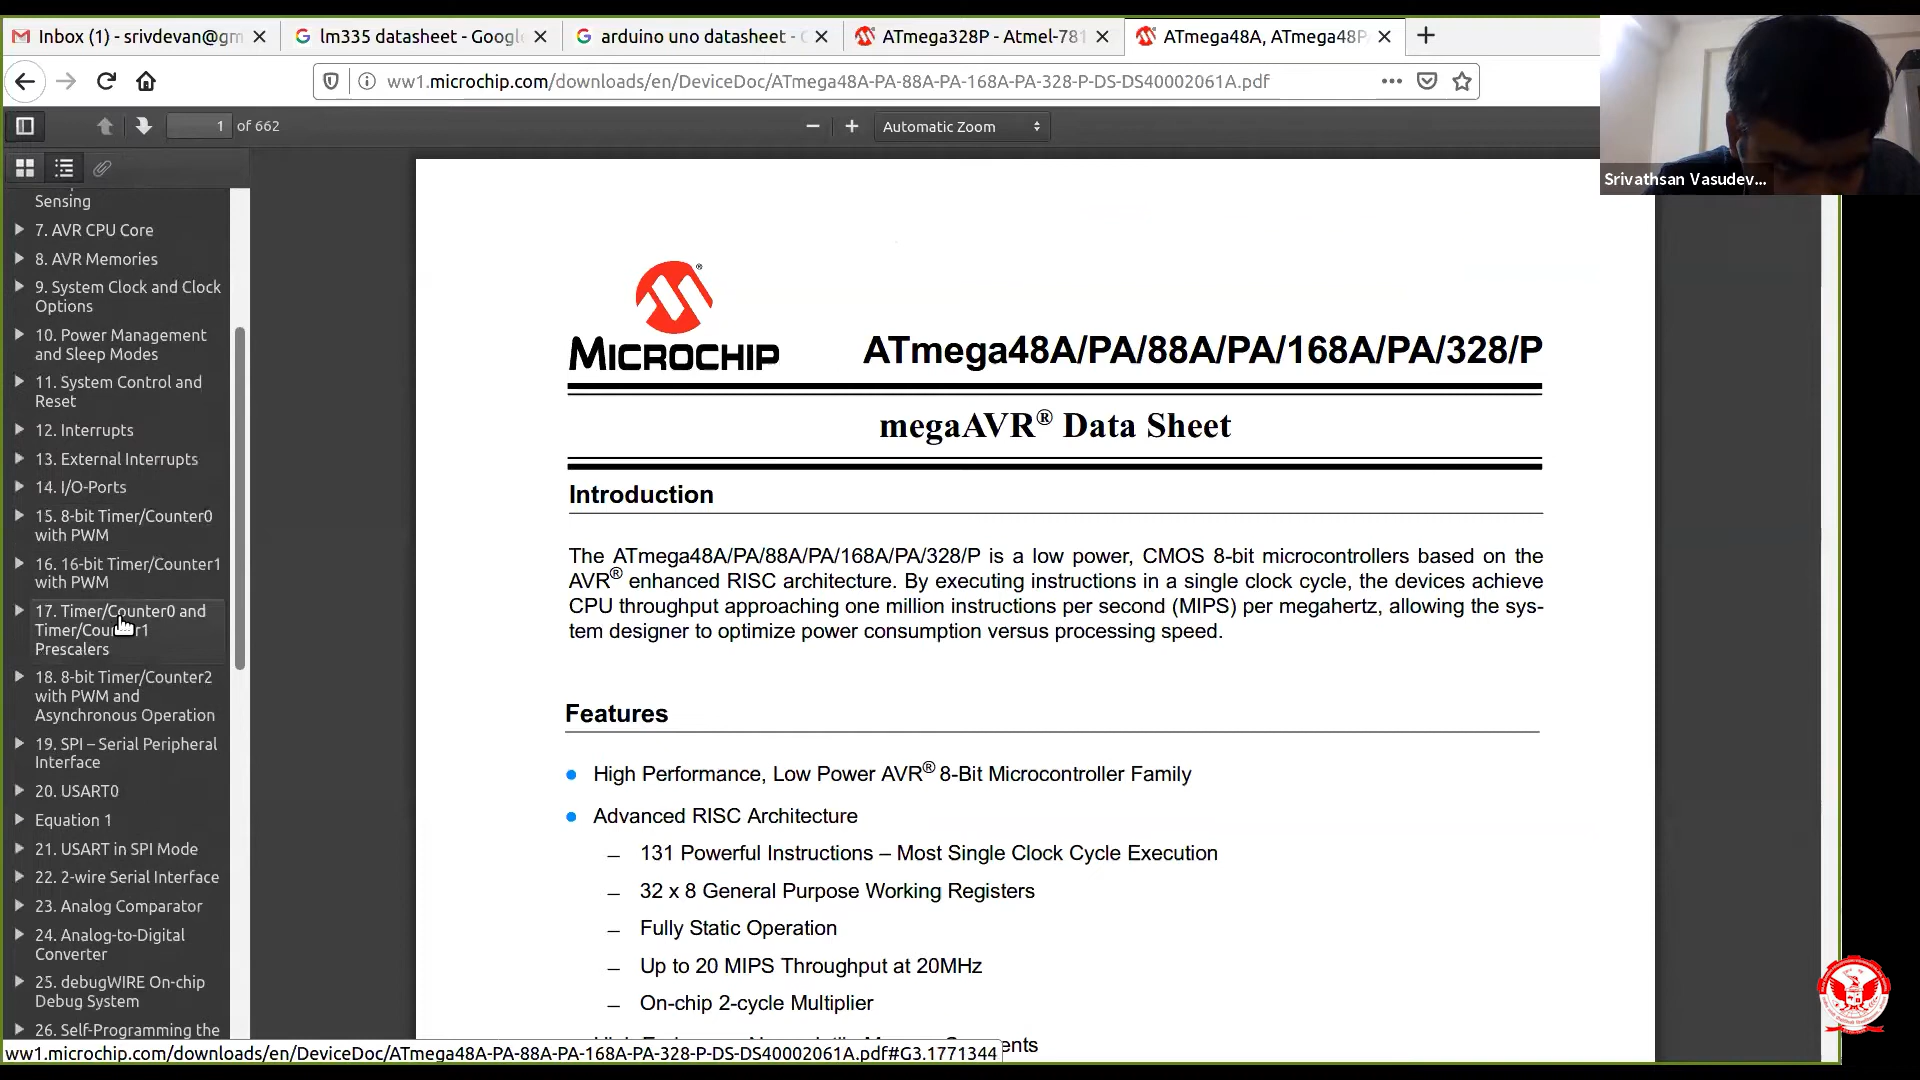 Inbox (1) - srivdevan@gm
lm335 datasheet - Google
arduino uno datasheet - G
ATmega328P - Atmel-781
ATmega48A, ATmega48P
ww1.microchip.com/downloads/en/DeviceDoc/ATmega48A-PA-88A-PA-168A-PA-328-P-DS-DS40002061A.pdf
1 of 662
Automatic Zoom
Srivathsan Vasudev...
Sensing
7. AVR CPU Core
8. AVR Memories
9. System Clock and Clock
Options
10. Power Management
and Sleep Modes
11. System Control and
Reset
12. Interrupts
13. External Interrupts
14. I/O-Ports
15. 8-bit Timer/Counter0
with PWM
16. 16-bit Timer/Counter1
with PWM
17. Timer/Counter0 and
Timer/Counter1
Prescalers
18. 8-bit Timer/Counter2
with PWM and
Asynchronous Operation
19. SPI – Serial Peripheral
Interface
20. USART0
Equation 1
21. USART in SPI Mode
22. 2-wire Serial Interface
23. Analog Comparator
24. Analog-to-Digital
Converter
25. debugWIRE On-chip
Debug System
26. Self-Programming the
MICROCHIP
ATmega48A/PA/88A/PA/168A/PA/328/P
megaAVR® Data Sheet
Introduction
The ATmega48A/PA/88A/PA/168A/PA/328/P is a low power, CMOS 8-bit microcontrollers based on the
AVR® enhanced RISC architecture. By executing instructions in a single clock cycle, the devices achieve
CPU throughput approaching one million instructions per second (MIPS) per megahertz, allowing the sys-
tem designer to optimize power consumption versus processing speed.
Features
● High Performance, Low Power AVR® 8-Bit Microcontroller Family
● Advanced RISC Architecture
– 131 Powerful Instructions – Most Single Clock Cycle Execution
– 32 x 8 General Purpose Working Registers
– Fully Static Operation
– Up to 20 MIPS Throughput at 20MHz
– On-chip 2-cycle Multiplier
ww1.microchip.com/downloads/en/DeviceDoc/ATmega48A-PA-88A-PA-168A-PA-328-P-DS-DS40002061A.pdf#G3.1771344